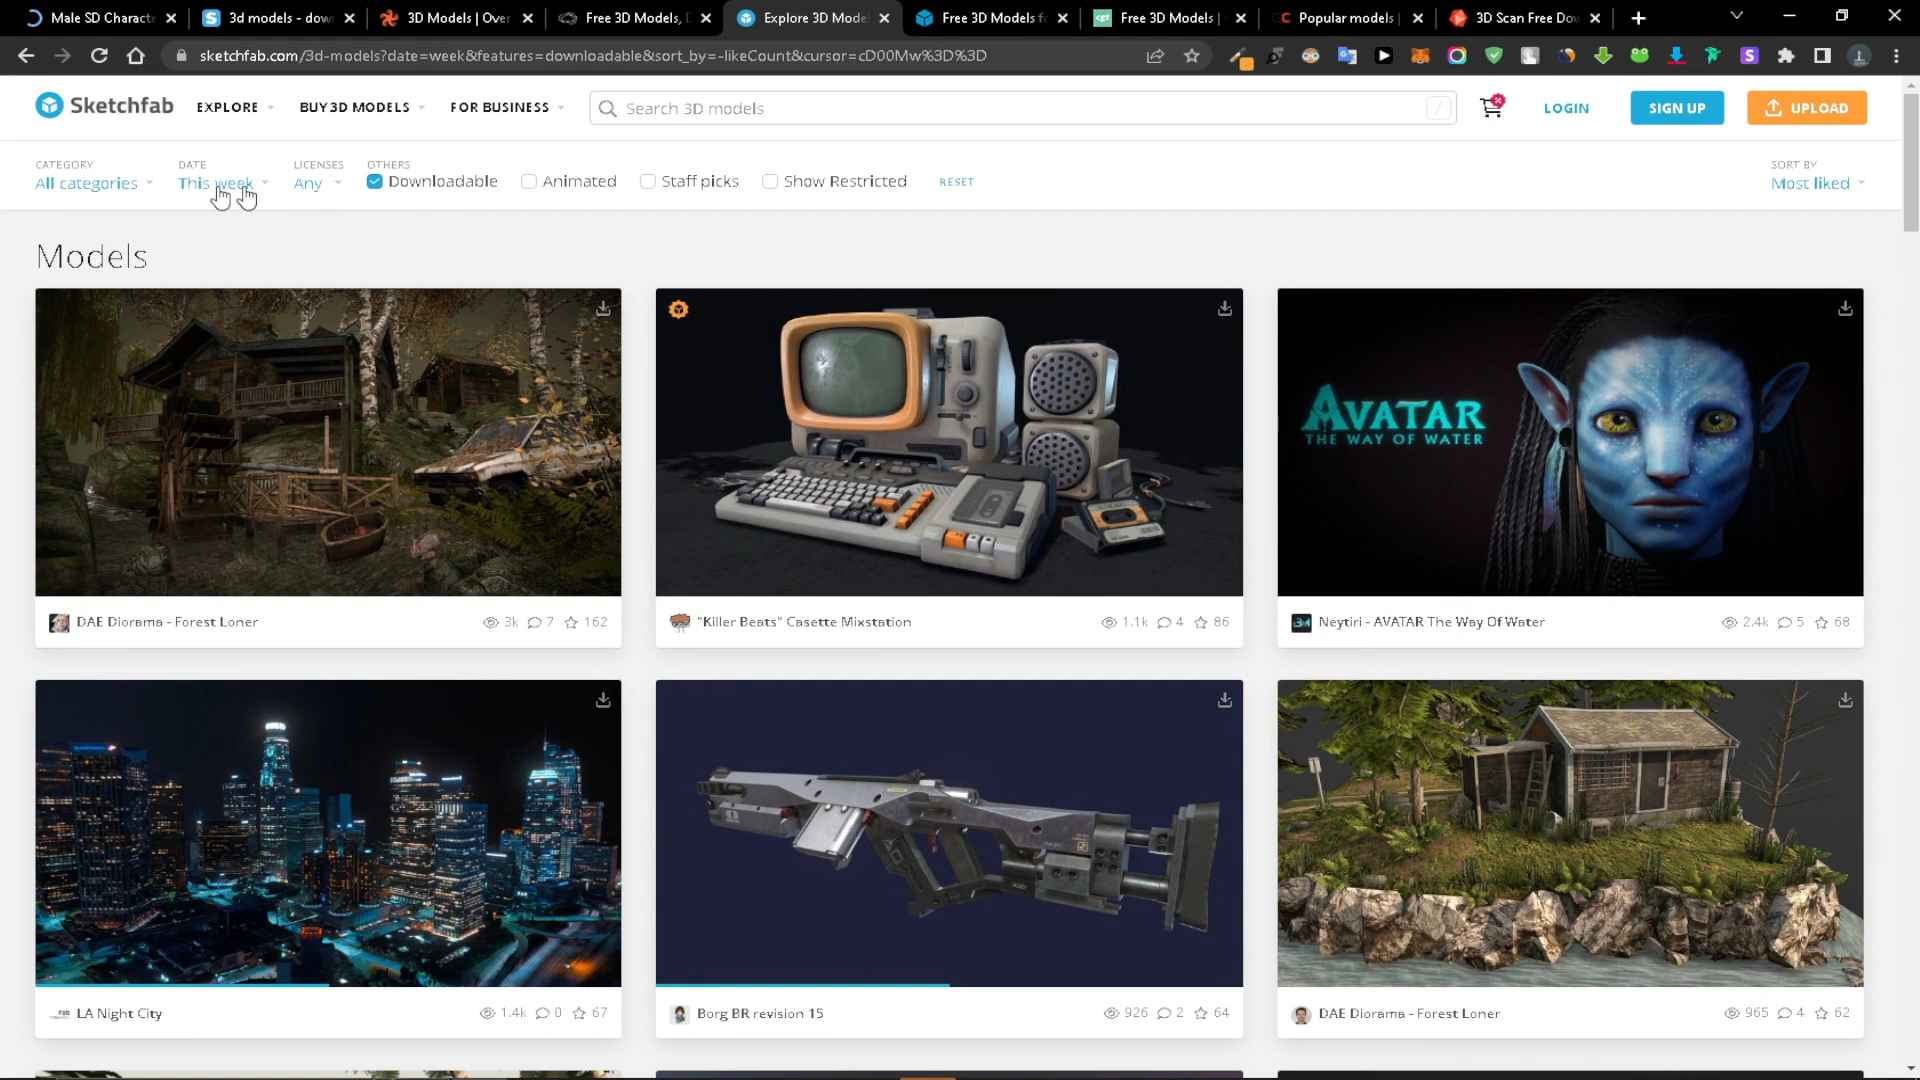 Male SD Characte
3d models - dow
3D Models | Over
Free 3D Models, D
Explore 3D Model
Free 3D Models fo
Free 3D Models |
Popular models |
3D Scan Free Dow
sketchfab.com/3d-models?date=week&features=downloadable&sort_by=-likeCount&cursor=cD00Mw%3D%3D
Sketchfab
EXPLORE
BUY 3D MODELS
FOR BUSINESS
Search 3D models
/
LOGIN
SIGN UP
UPLOAD
CATEGORY
All categories
DATE
This week
LICENSES
Any
OTHERS
Downloadable
Animated
Staff picks
Show Restricted
RESET
SORT BY
Most liked
Models
AVATAR
THE WAY OF WATER
DAE Diorama - Forest Loner
3k
7
162
"Killer Beats" Casette Mixstation
1.1k
4
86
Neytiri - AVATAR The Way Of Water
2.4k
5
68
LA Night City
1.4k
0
67
Borg BR revision 15
926
2
64
DAE Diorama - Forest Loner
965
4
62